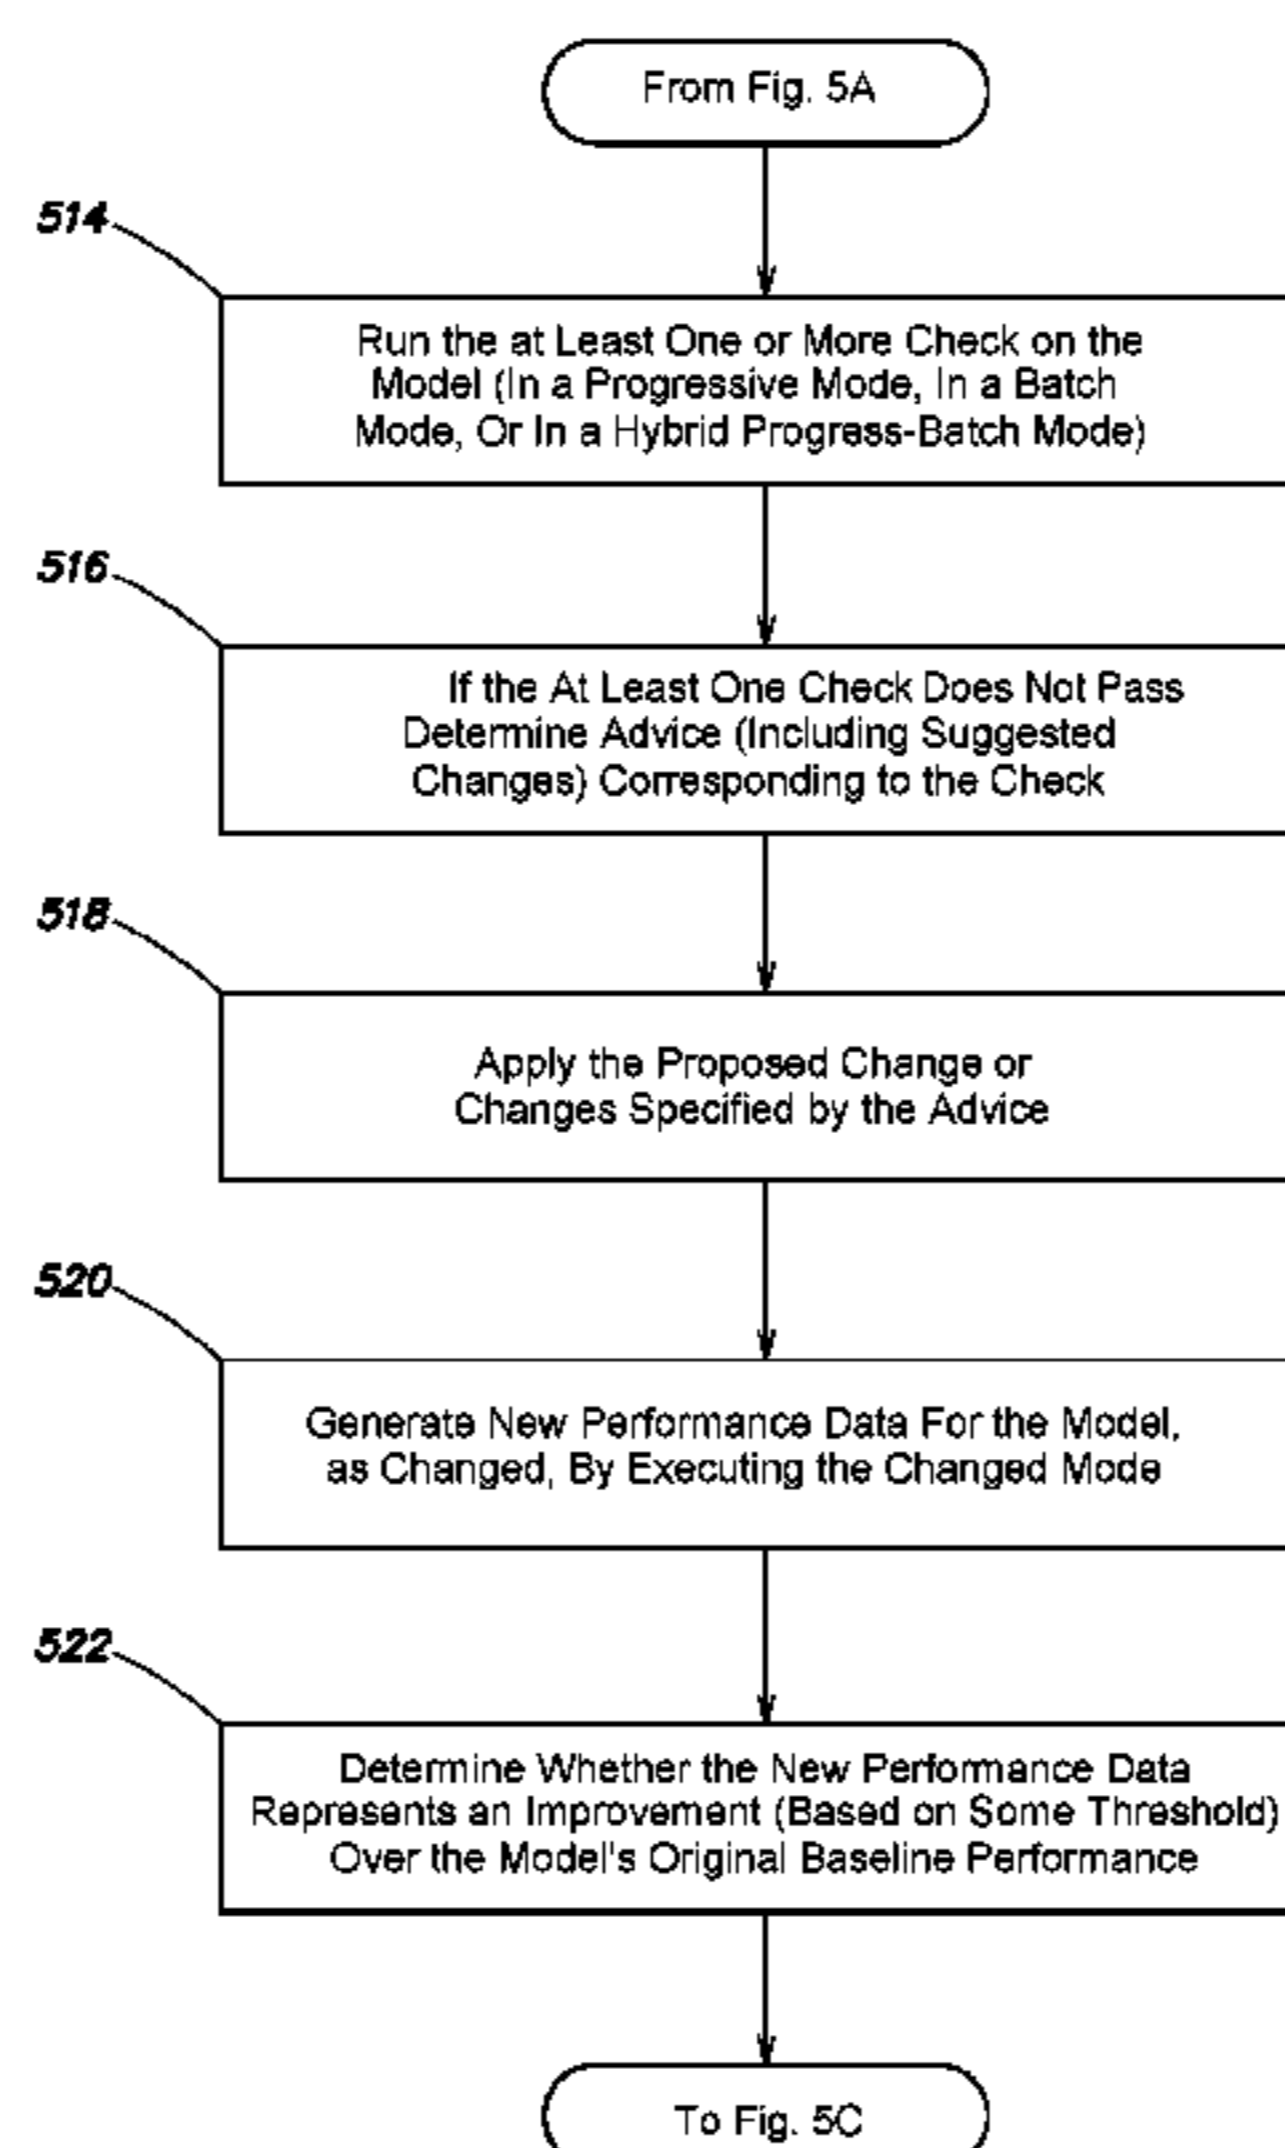 From Fig. 5A
514
Run the at Least One or More Check on the
Model (In a Progressive Mode, In a Batch
Mode, Or In a Hybrid Progress-Batch Mode)
516
If the At Least One Check Does Not Pass
Determine Advice (Including Suggested
Changes) Corresponding to the Check
518
Apply the Proposed Change or
Changes Specified by the Advice
520
Generate New Performance Data For the Model,
as Changed, By Executing the Changed Mode
522
Determine Whether the New Performance Data
Represents an Improvement (Based on Some Threshold)
Over the Model's Original Baseline Performance
To Fig. 5C